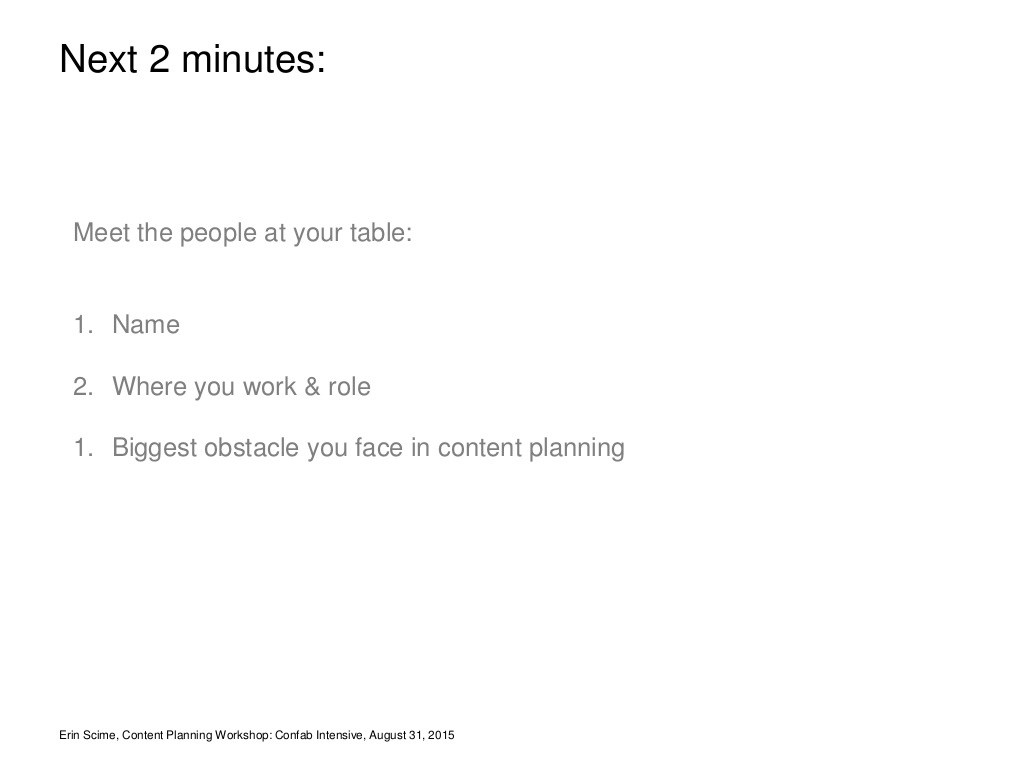 Next 2 minutes:
Meet the people at your table:
1. Name
2. Where you work & role
1. Biggest obstacle you face in content planning
Erin Scime, Content Planning Workshop: Confab Intensive, August 31, 2015